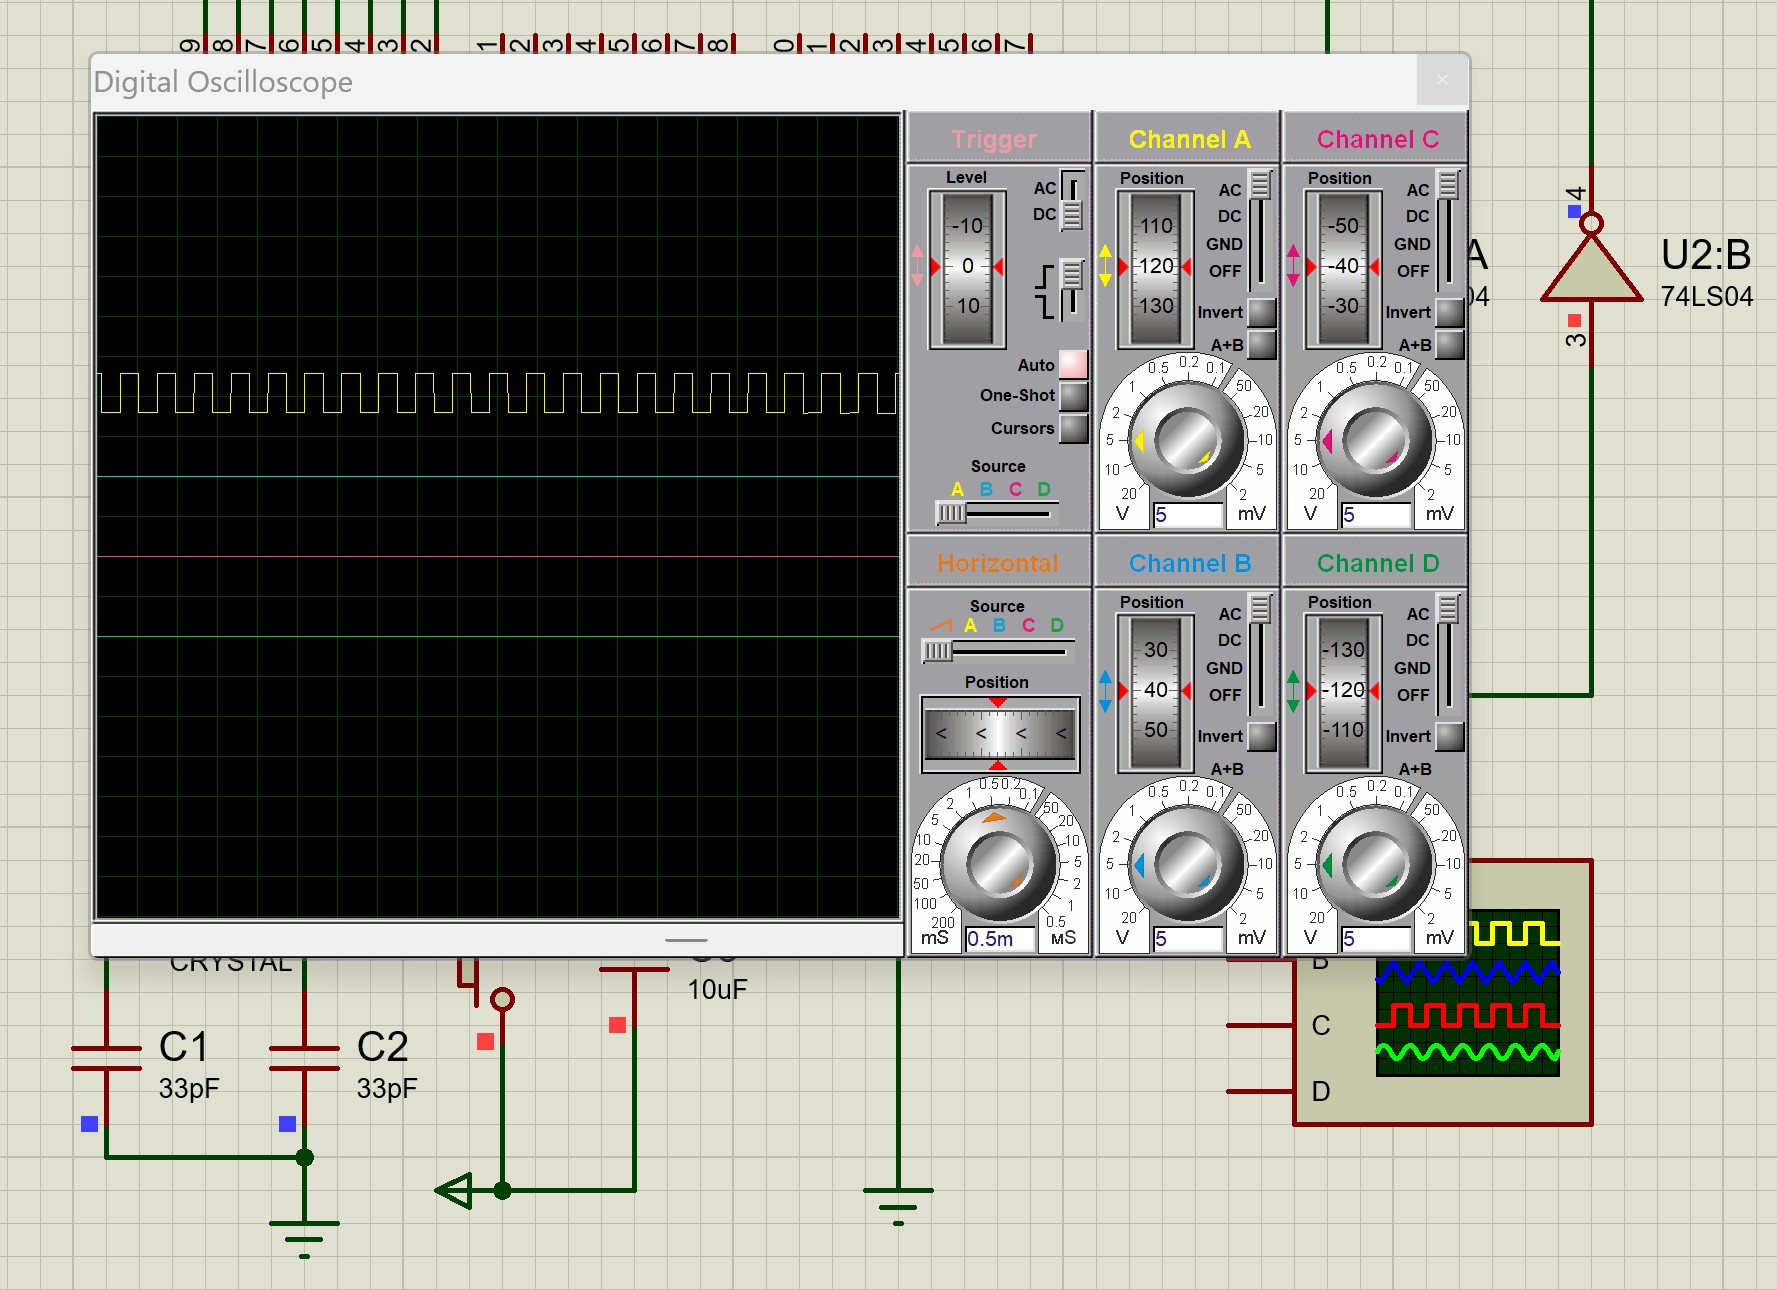 9 8 7 6 5 4 3 2 1 2 3 4 5 6 7 8 0 1 2 3 4 5 6 7
Digital Oscilloscope
Trigger
Level
AC
DC
-10
0
10
Auto
One-Shot
Cursors
Source
A B C D
Channel A
Position
AC
DC
GND
OFF
110
120
130
Invert
A+B
20 10 5 2 1 0.5 0.2 0.1 50 20 10 5 2
V 5 mV
Channel C
Position
AC
DC
GND
OFF
-50
-40
-30
Invert
A+B
20 10 5 2 1 0.5 0.2 0.1 50 20 10 5 2
V 5 mV
Horizontal
Source
A B C D
Position
< < < <
200 100 50 20 10 5 2 1 0.5 0.2 0.1 50 20 10 5 2 1 0.5
mS 0.5m мS
Channel B
Position
AC
DC
GND
OFF
30
40
50
Invert
A+B
20 10 5 2 1 0.5 0.2 0.1 50 20 10 5 2
V 5 mV
Channel D
Position
AC
DC
GND
OFF
-130
-120
-110
Invert
A+B
20 10 5 2 1 0.5 0.2 0.1 50 20 10 5 2
V 5 mV
4
A
04
U2:B
74LS04
3
CRYSTAL
10uF
C1
33pF
C2
33pF
B
C
D